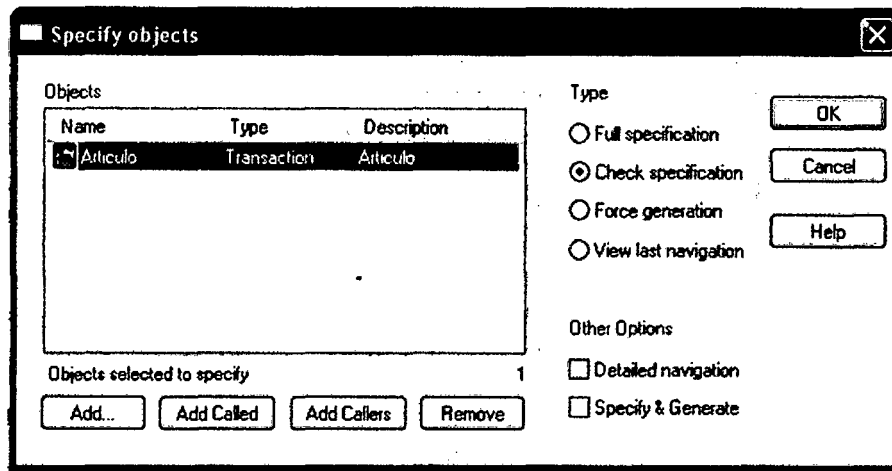 Specify objects
Objects
Name Type Description
Articulo Transaction Articulo
Objects selected to specify 1
Add... Add Called Add Callers Remove
Type
Full specification
Check specification
Force generation
View last navigation
Other Options
Detailed navigation
Specify & Generate
OK
Cancel
Help